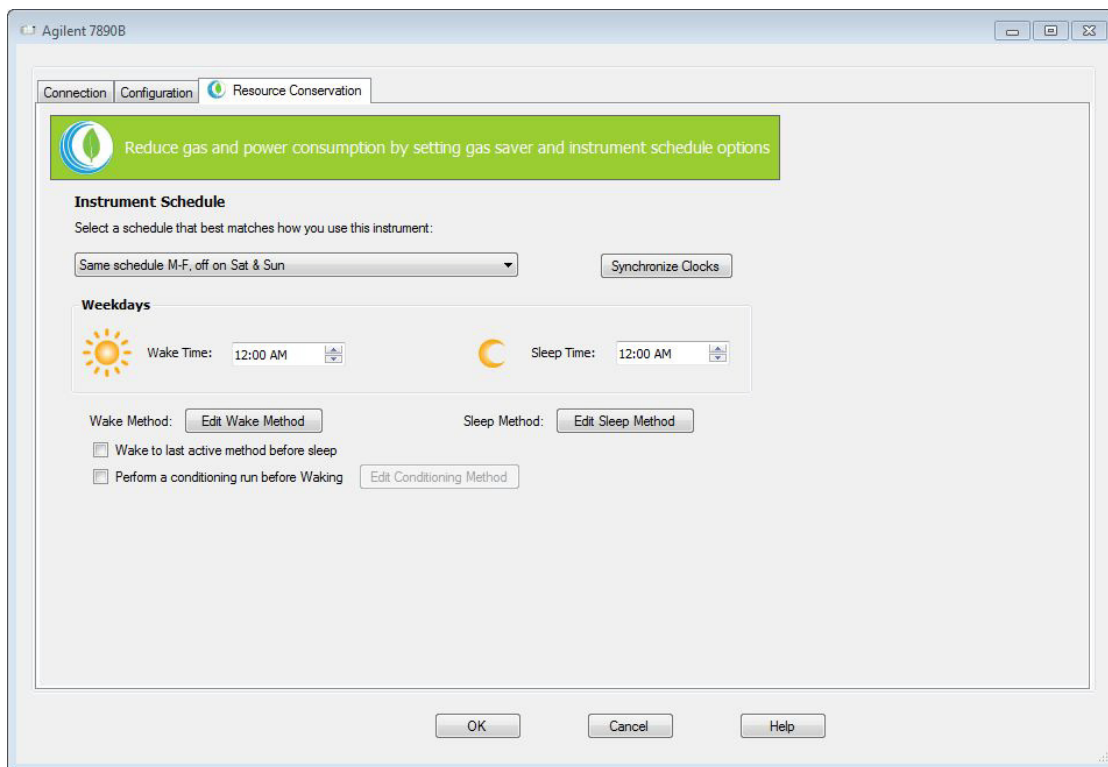 Agilent 7890B
Connection Configuration Resource Conservation
Reduce gas and power consumption by setting gas saver and instrument schedule options
Instrument Schedule
Select a schedule that best matches how you use this instrument:
Same schedule M-F, off on Sat & Sun Synchronize Clocks
Weekdays
Wake Time: 12:00 AM Sleep Time: 12:00 AM
Wake Method: Edit Wake Method Sleep Method: Edit Sleep Method
Wake to last active method before sleep
Perform a conditioning run before Waking Edit Conditioning Method
OK Cancel Help